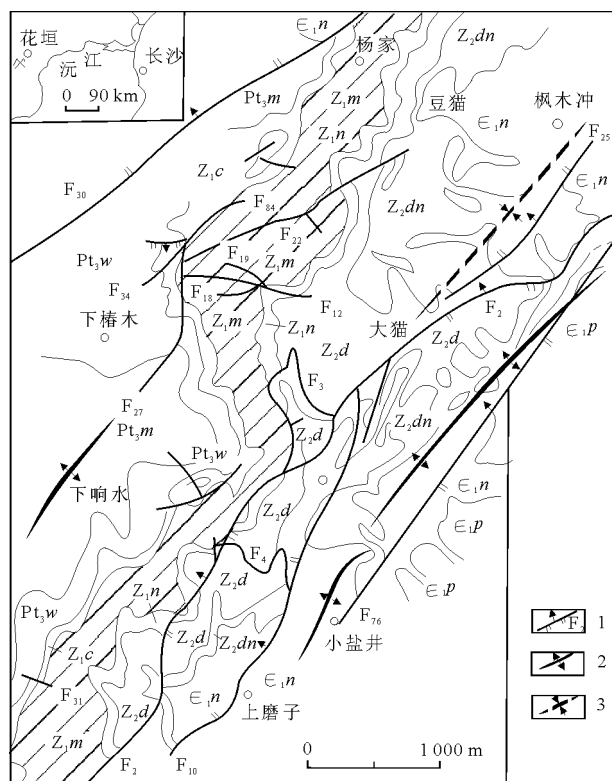 花垣
沅江
长沙
0 90 km
∈₁n
杨家
Z₂dn
Pt₃m
Z₁m
豆猫
枫木冲
Z₁n
∈₁n
F₂₅
∈₁n
Z₁c
F₃₀
F₈₄
Z₂dn
F₂₂
Pt₃w
F₁₉
Z₁m
F₃₄
F₁₈
F₁₂
F₂
下椿木
Z₁m
Z₁n
大猫
Z₂d
∈₁p
Z₂d
F₃
F₂₇
Z₂dn
Pt₃m
Z₂d
Pt₃w
∈₁n
下响水
Z₂d
∈₁p
F₄
Z₂d
∈₁p
Z₁n
Pt₃w
F₇₆
Z₂d
Z₂dn
小盐井
F₂
1
Z₁c
∈₁n
∈₁n
2
F₃₁
Z₂d
上磨子
3
Z₁m
F₂
F₁₀
0 1 000 m